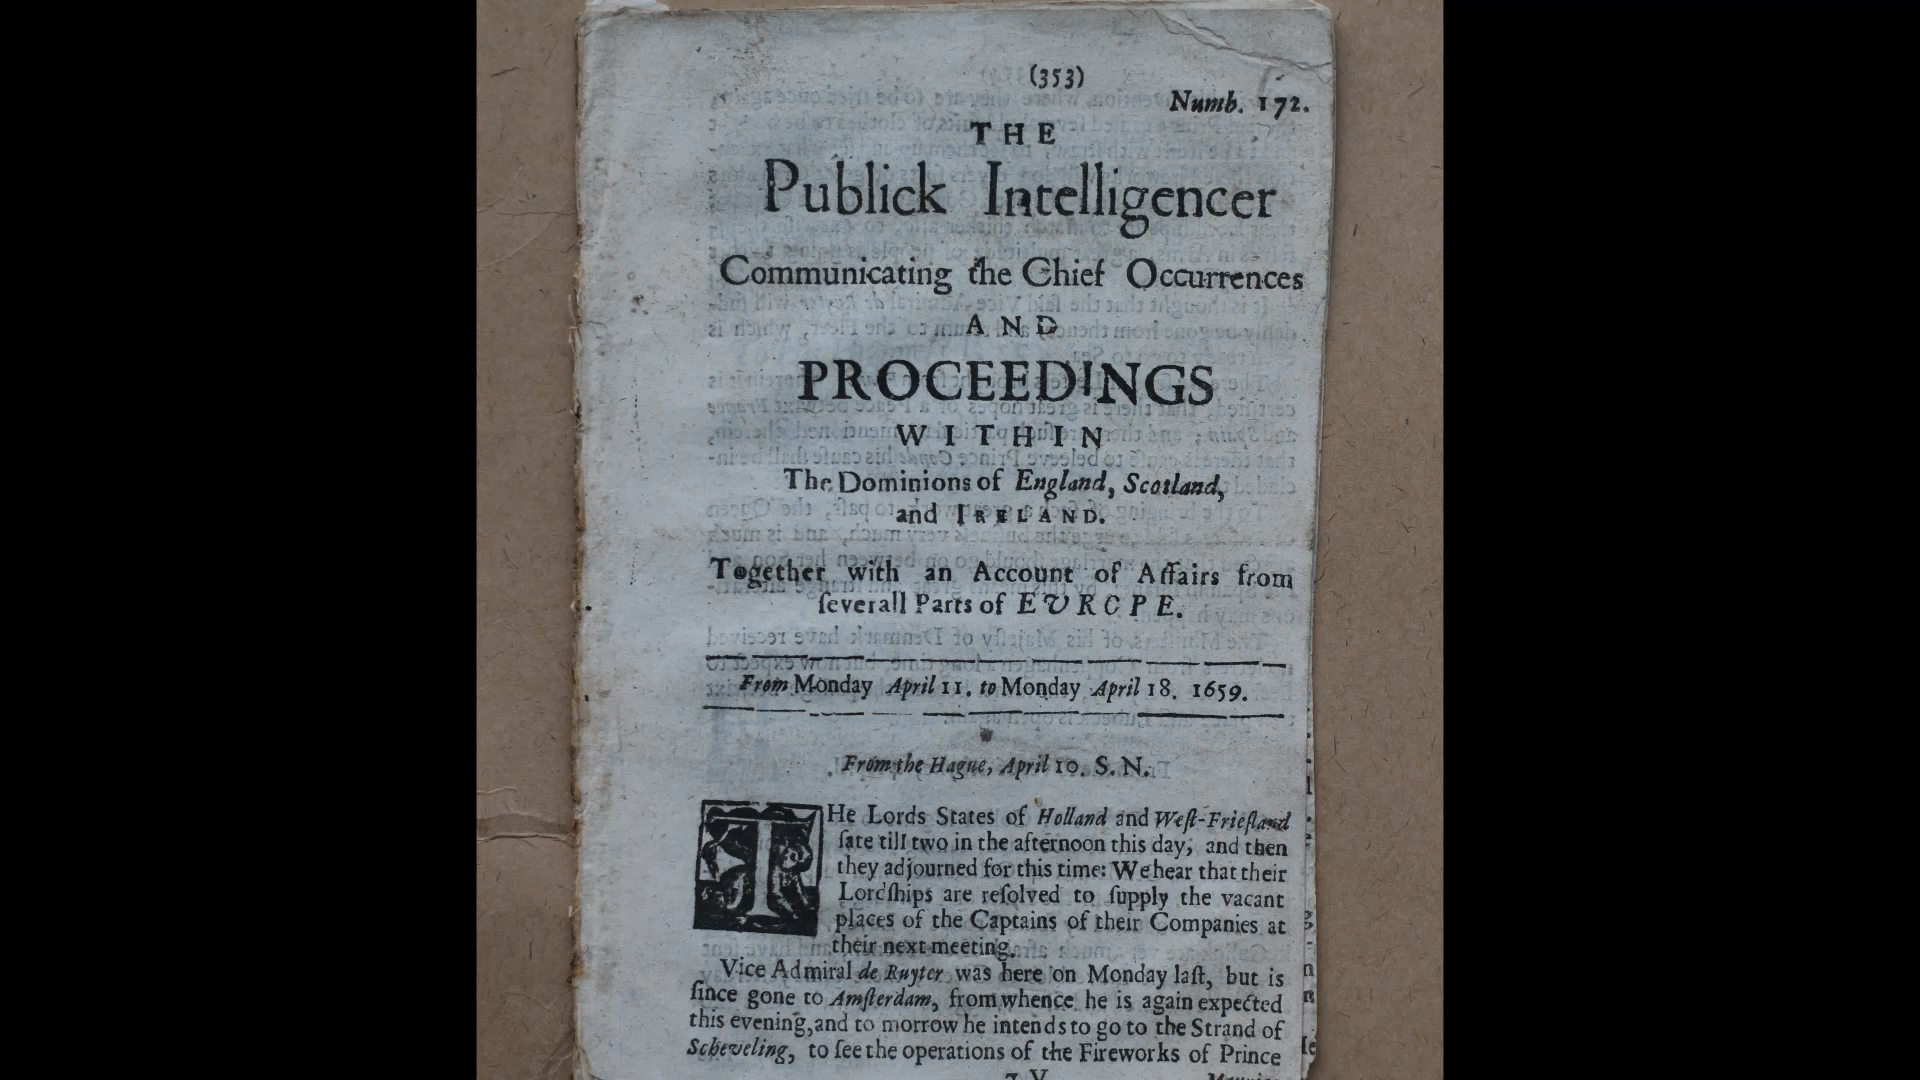 (353)
Numb. 172.
THE
Publick Intelligencer
Communicating the Chief Occurrences
AND
PROCEEDINGS
WITHIN
The Dominions of England, Scotland,
and IRELAND.
Together with an Account of Affairs from
ſeverall Parts of EVROPE.
From Monday April 11. to Monday April 18. 1659.
From the Hague, April 10. S. N.
THe Lords States of Holland and Weſt-Frieſland
ſate till two in the afternoon this day; and then
they adjourned for this time: We hear that their
Lordſhips are reſolved to ſupply the vacant
places of the Captains of their Companies at
their next meeting.
Vice Admiral de Ruyter was here on Monday laſt, but is
ſince gone to Amſterdam, from whence he is again expected
this evening, and to morrow he intends to go to the Strand of
Scheveling, to ſee the operations of the Fireworks of Prince